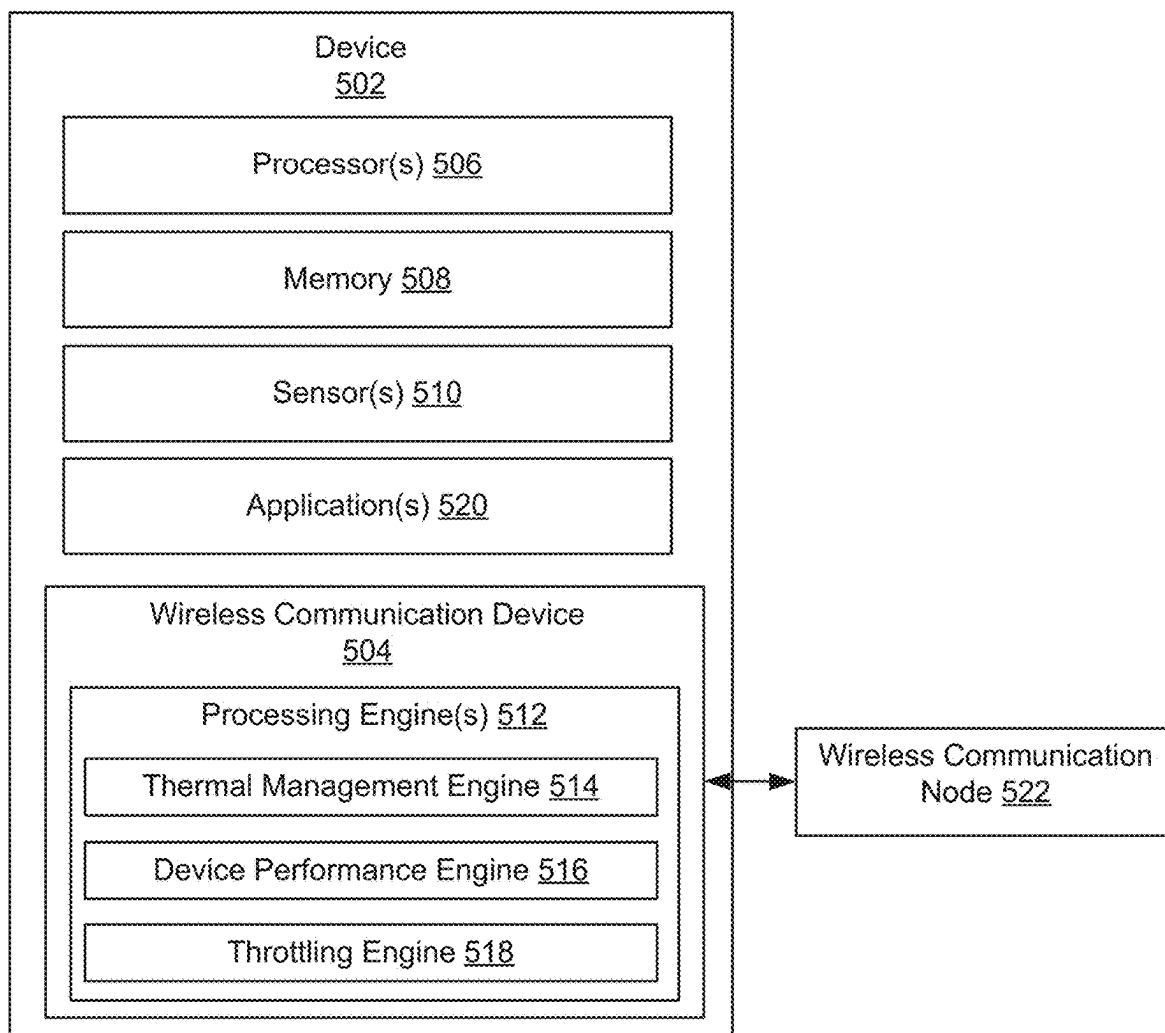 Device
502
Processor(s) 506
Memory 508
Sensor(s) 510
Application(s) 520
Wireless Communication Device
504
Processing Engine(s) 512
Thermal Management Engine 514
Device Performance Engine 516
Throttling Engine 518
Wireless Communication
Node 522